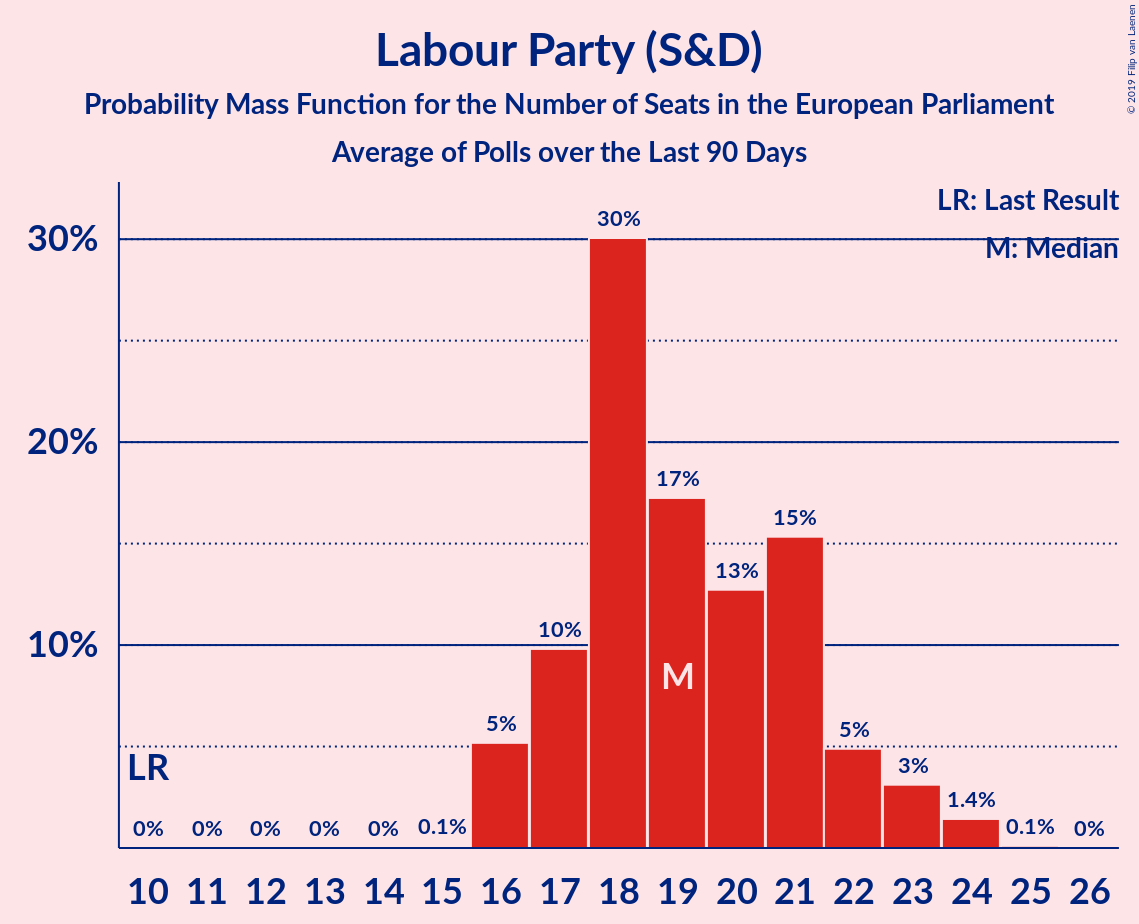 Labour Party (S&D)
Probability Mass Function for the Number of Seats in the European Parliament
Average of Polls over the Last 90 Days
© 2019 Filip van Laenen
LR: Last Result
M: Median
30%
20%
10%
LR
M
0% 0% 0% 0% 0% 0.1% 5% 10% 30% 17% 13% 15% 5% 3% 1.4% 0.1% 0%
10 11 12 13 14 15 16 17 18 19 20 21 22 23 24 25 26